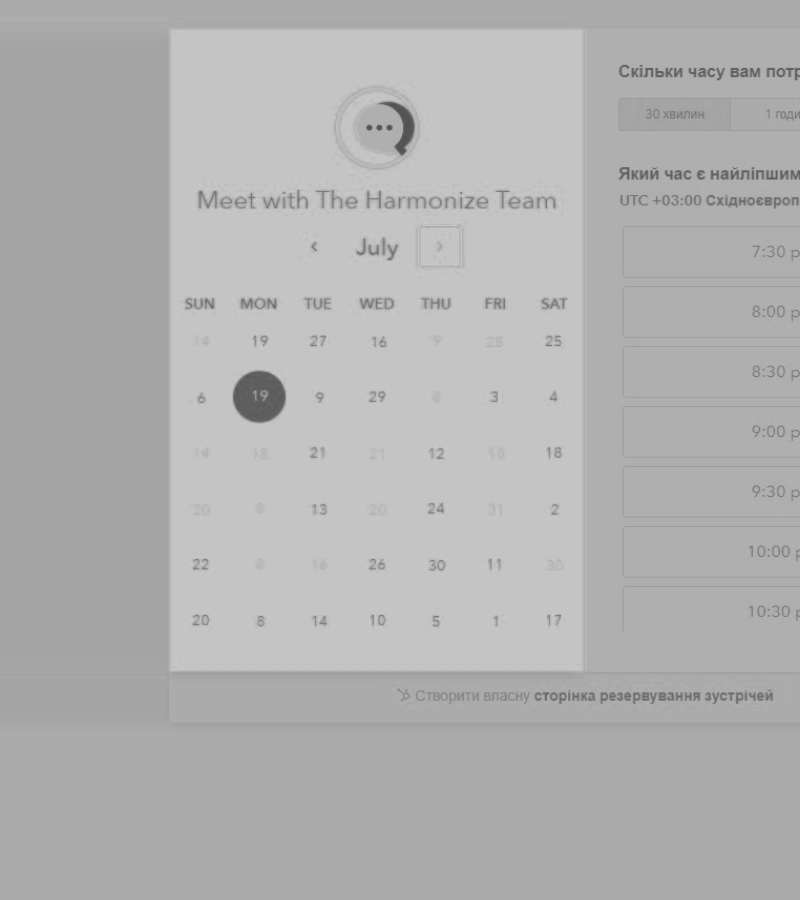 Meet with The Harmonize Team
July
SUN MON TUE WED THU FRI SAT
14 19 27 16 9 28 25
6 19 9 29 8 3 4
14 18 21 21 12 18 18
20 8 13 20 24 31 2
22 8 16 26 30 11 30
20 8 14 10 5 1 17
Скільки часу вам потр
30 хвилин 1 годи
Який час є найліпшим
UTC +03:00 Східноєвроп
7:30 p
8:00 p
8:30 p
9:00 p
9:30 p
10:00 p
10:30 p
Створити власну сторінка резервування зустрічей